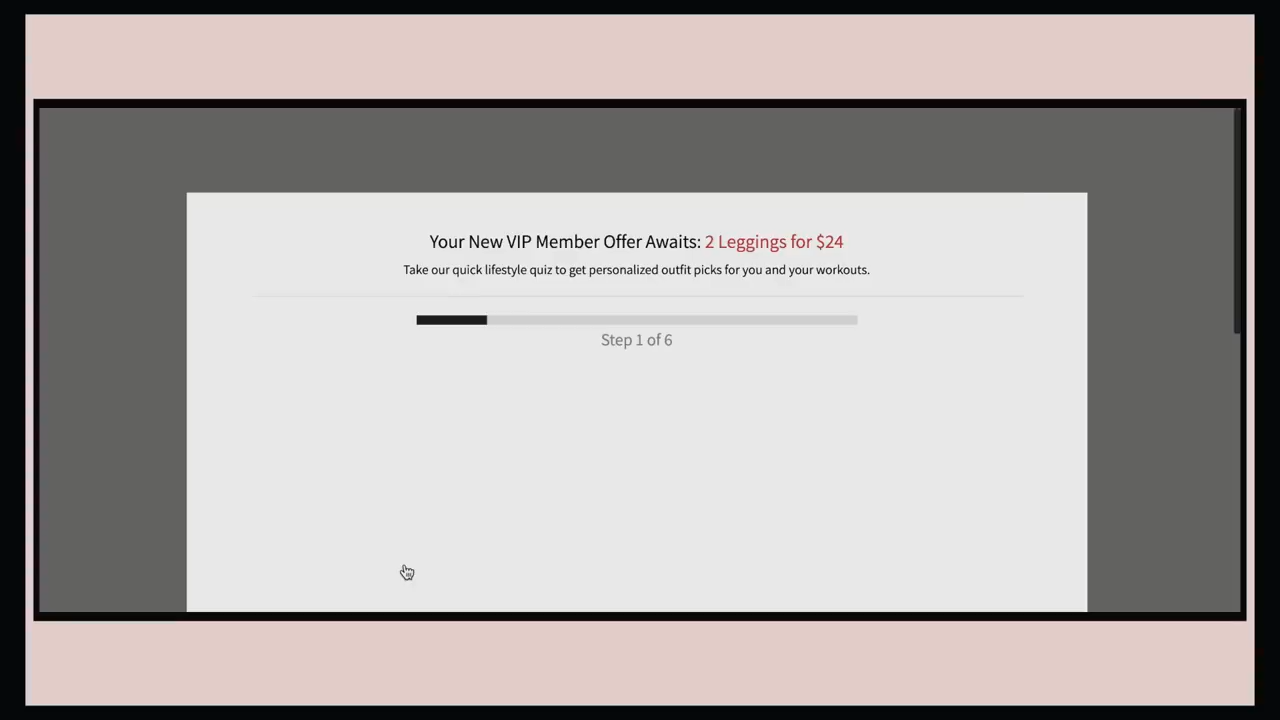 Your New VIP Member Offer Awaits: 2 Leggings for $24
Take our quick lifestyle quiz to get personalized outfit picks for you and your workouts.
Step 1 of 6